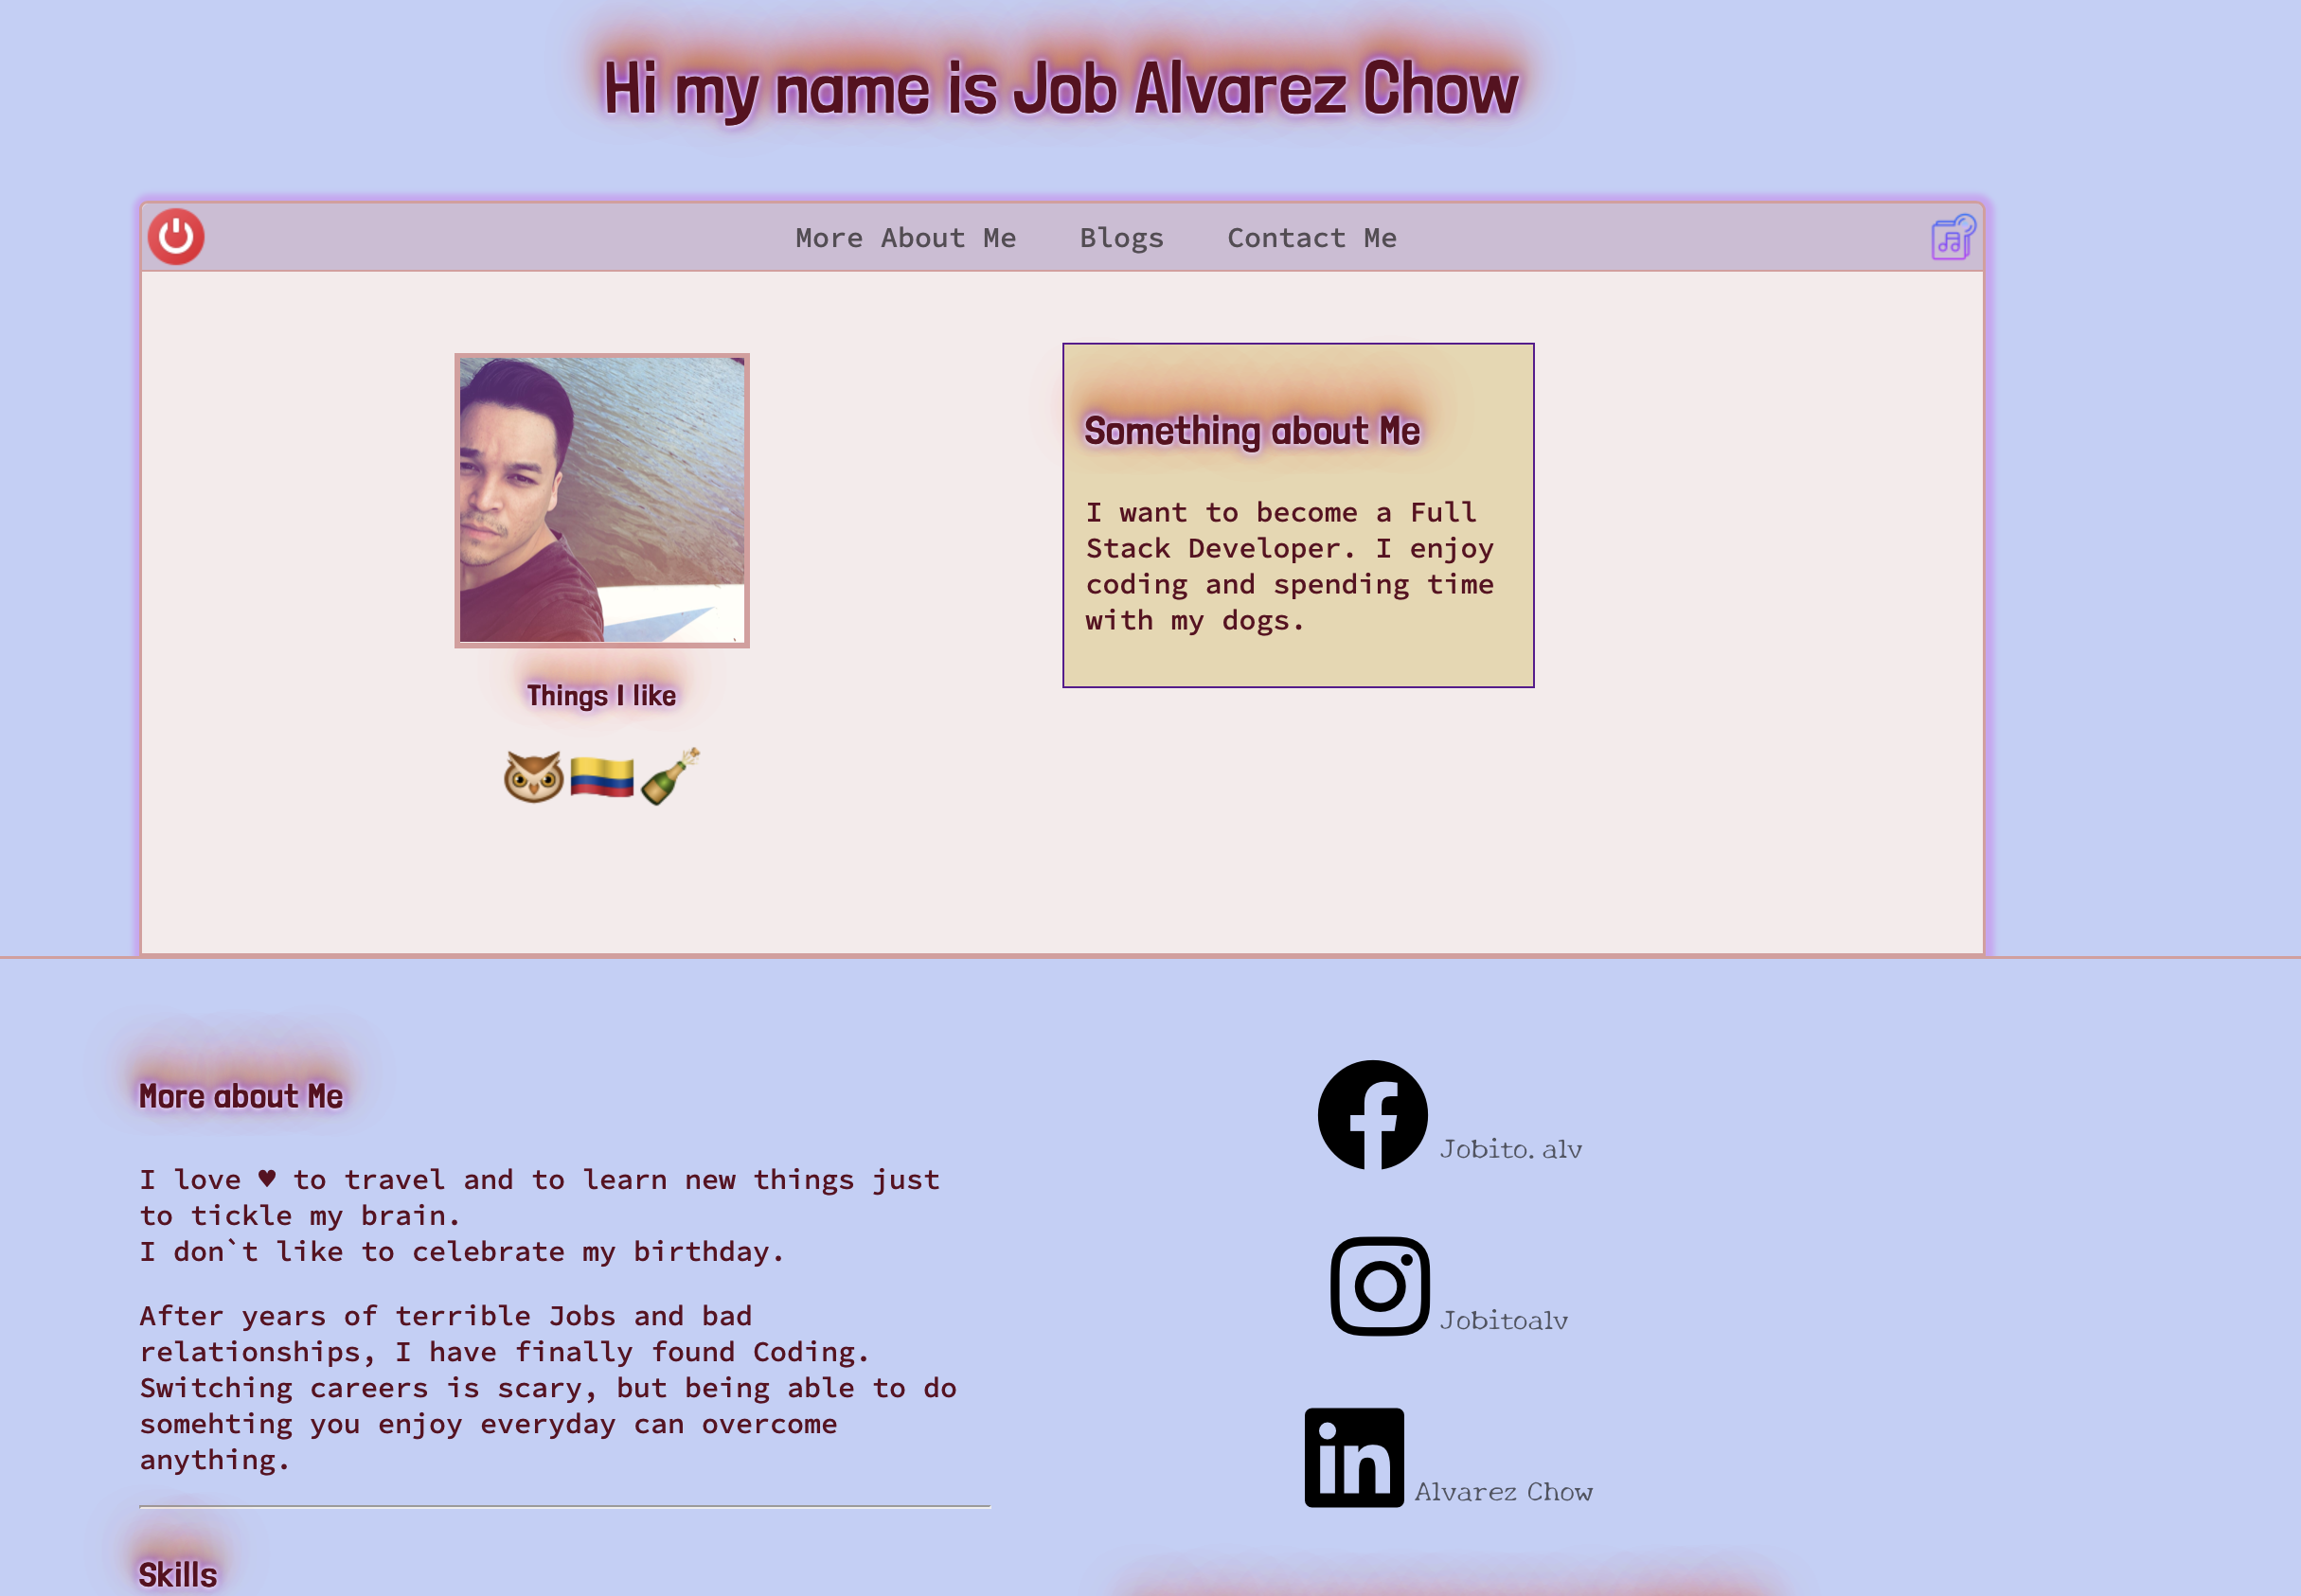 Hi my name is Job Alvarez Chow
More About Me
Blogs
Contact Me
Something about Me
I want to become a Full
Stack Developer. I enjoy
coding and spending time
with my dogs.
Things I like
More about Me
I love ♥ to travel and to learn new things just
to tickle my brain.
I don`t like to celebrate my birthday.
After years of terrible Jobs and bad
relationships, I have finally found Coding.
Switching careers is scary, but being able to do
somehting you enjoy everyday can overcome
anything.
Skills
Jobito.alv
Jobitoalv
in
Alvarez Chow